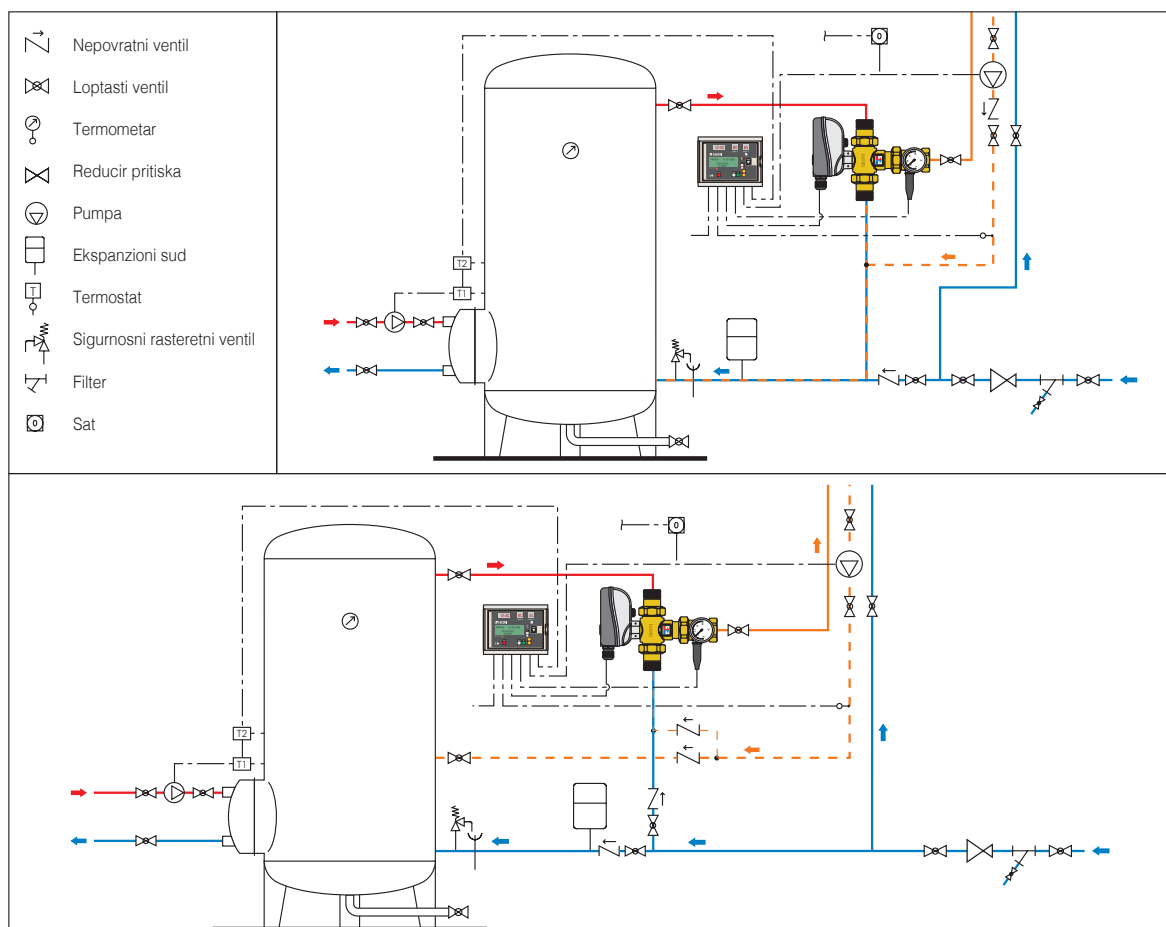 Nepovratni ventil
Loptasti ventil
Termometar
Reducir pritiska
Pumpa
Ekspanzioni sud
T
Termostat
Sigurnosni rasteretni ventil
Filter
Sat
T2
T1
T2
T1